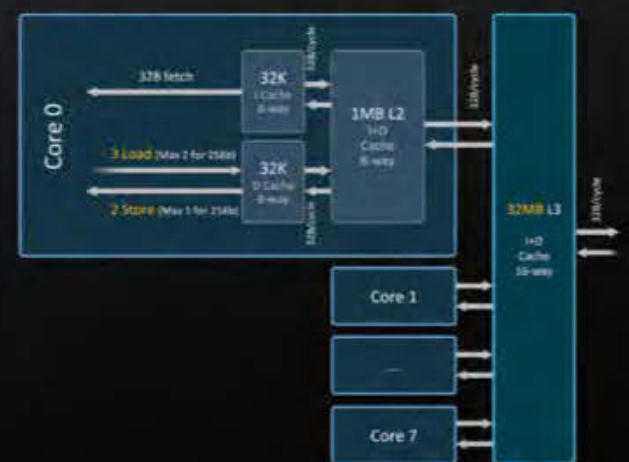 Core 0
32B fetch
32K
I Cache
8-way
32B/cycle
3 Load (Max 2 for 256b)
2 Store (Max 1 for 256b)
32K
D Cache
8-way
32B/cycle
1MB L2
I+D
Cache
8-way
32B/cycle
32MB L3
I+D
Cache
16-way
32B/cycle
Core 1
...
Core 7